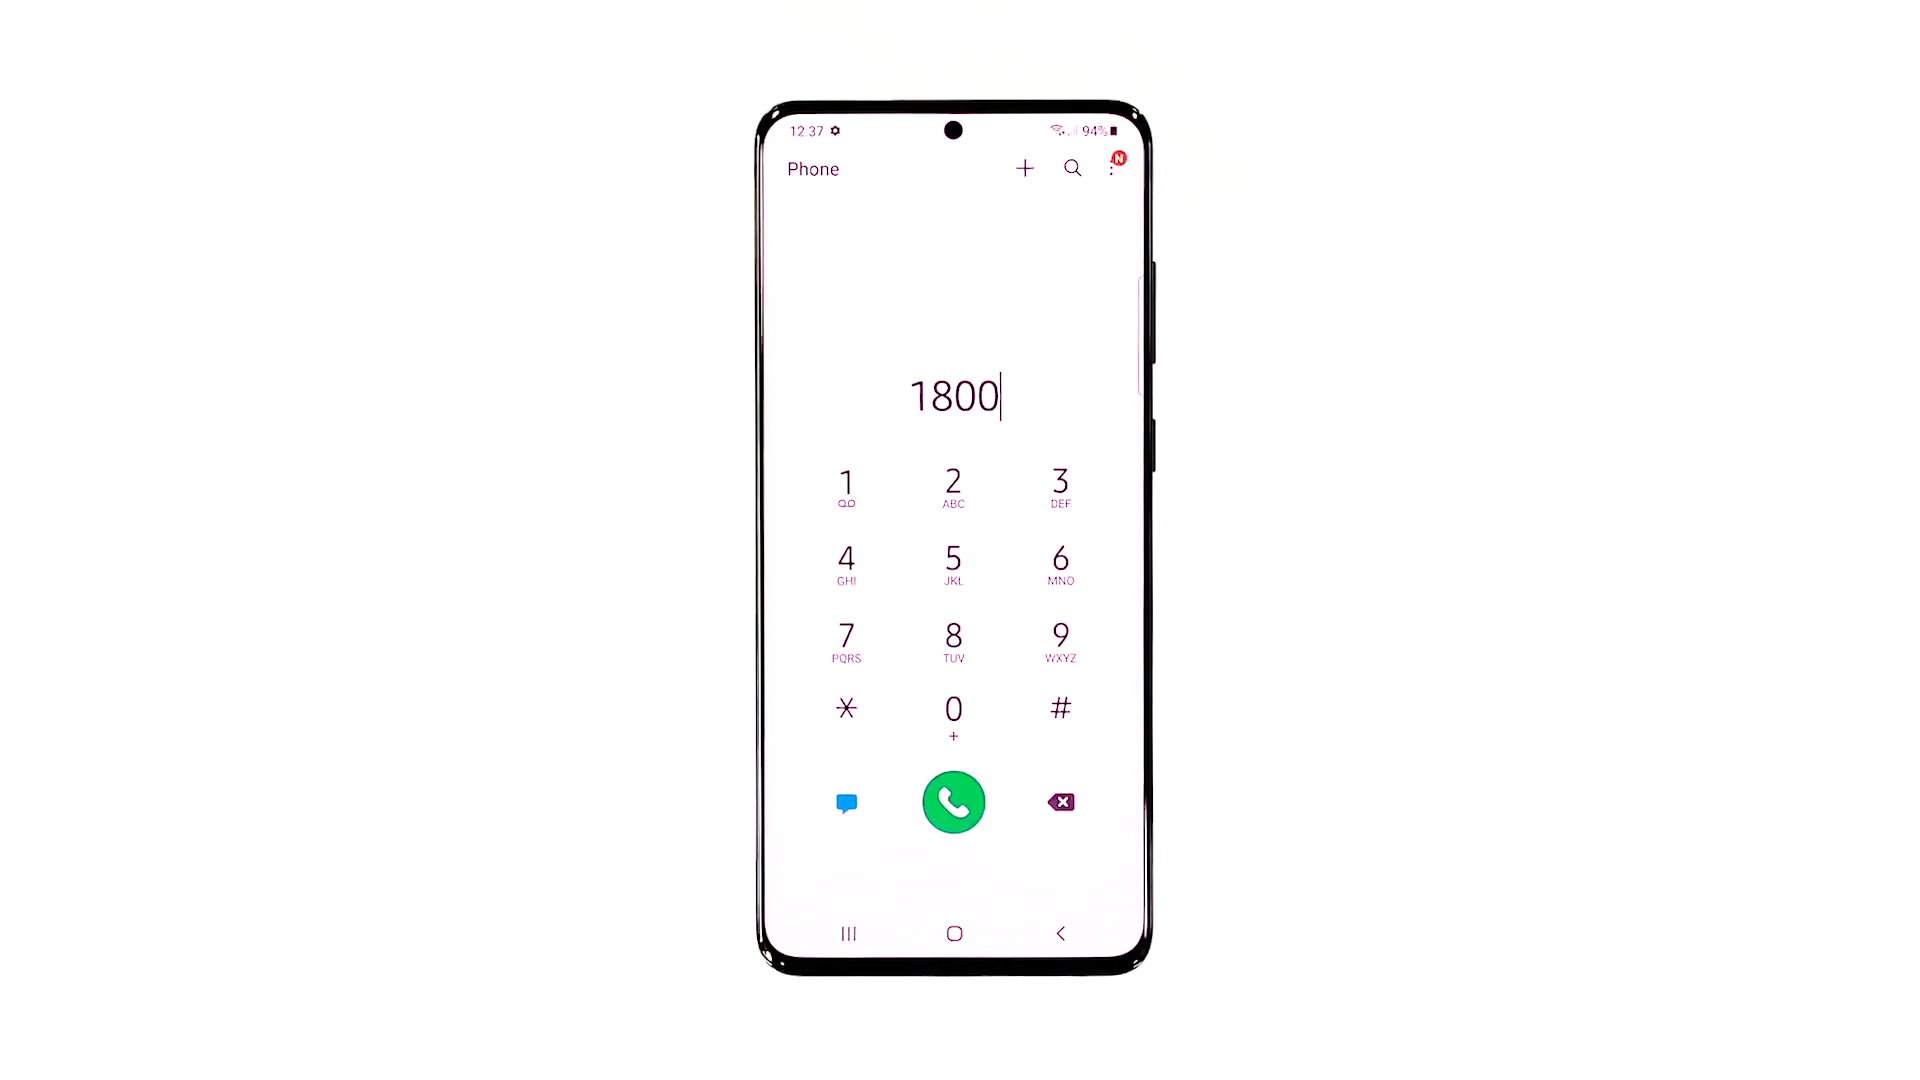 12:37 94%
Phone N
1800
1 2 3
ABC DEF
4 5 6
GHI JKL MNO
7 8 9
PQRS TUV WXYZ
* 0 #
+